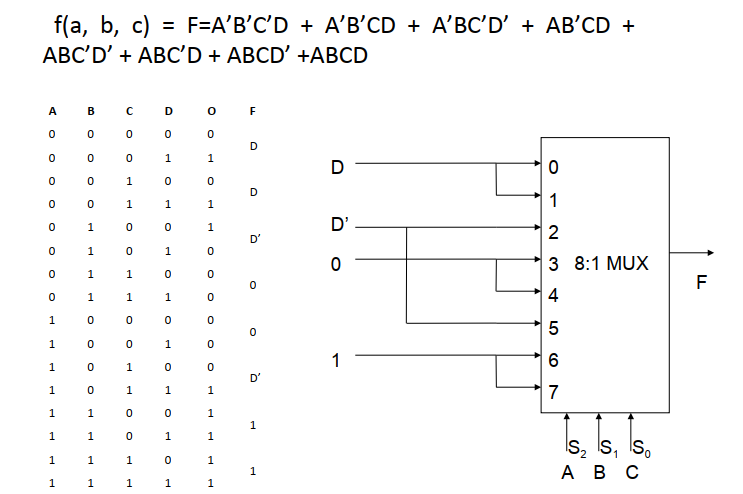 f(a, b, c) = F=A’B’C’D + A’B’CD + A’BC’D’ + AB’CD +
ABC’D’ + ABC’D + ABCD’ +ABCD
A B C D O F
0 0 0 0 0
D
0 0 0 1 1
0 0 1 0 0
D
0 0 1 1 1
0 1 0 0 1
D’
0 1 0 1 0
0 1 1 0 0
0
0 1 1 1 0
1 0 0 0 0
0
1 0 0 1 0
1 0 1 0 0
D’
1 0 1 1 1
1 1 0 0 1
1
1 1 0 1 1
1 1 1 0 1
1
1 1 1 1 1
D
D’
0
1
0
1
2
3 8:1 MUX
4
5
6
7
F
S2 S1 S0
A B C